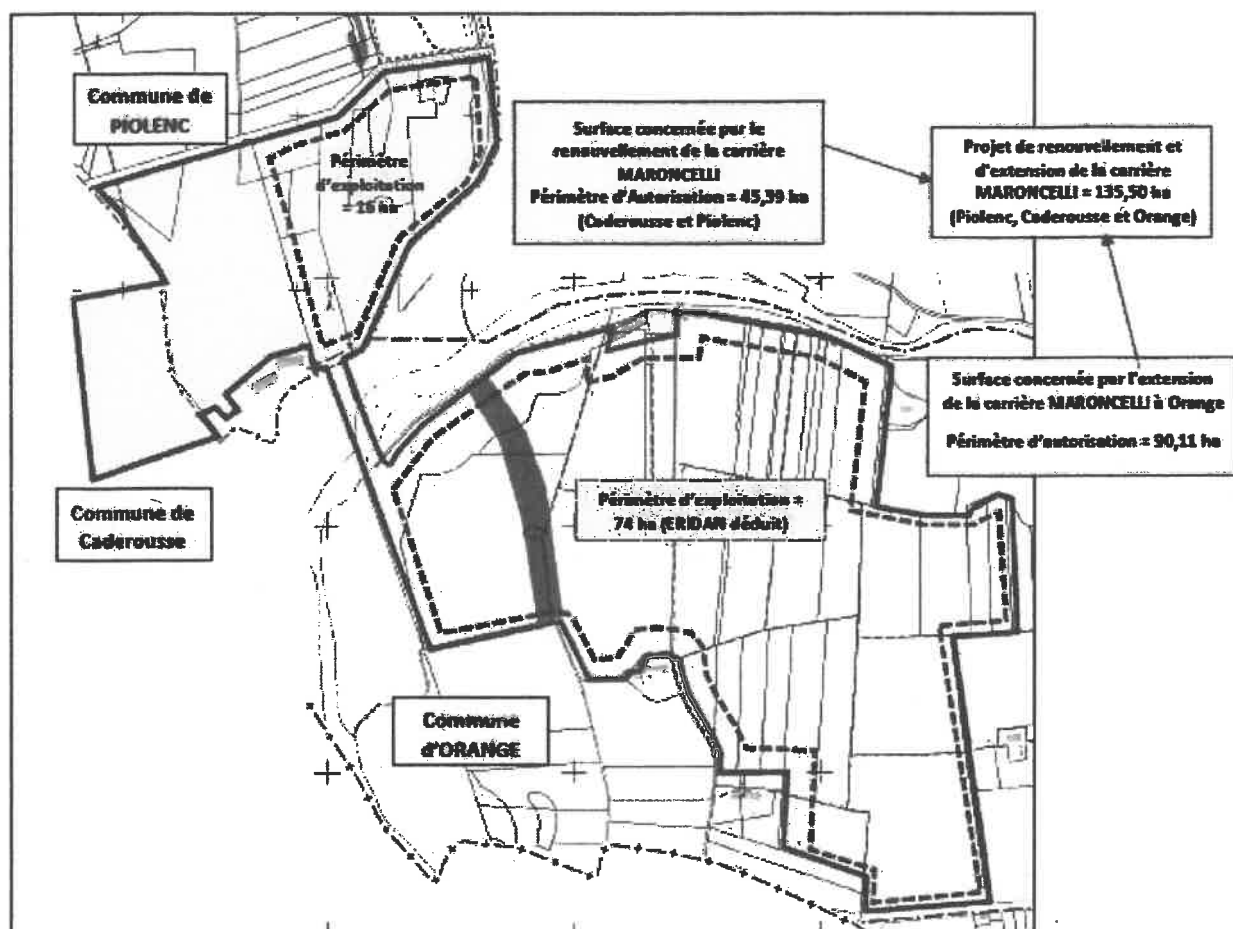 Commune de
PIOLENC
Périmètre
d'exploitation
= 16 ha
Surface concernée par le
renouvellement de la carrière
MARONCELLI
Périmètre d'Autorisation = 45,39 ha
(Caderousse et Piolenc)
Projet de renouvellement et
d'extension de la carrière
MARONCELLI = 135,50 ha
(Piolenc, Caderousse et Orange)
Surface concernée par l'extension
de la carrière MARONCELLI à Orange
Périmètre d'autorisation = 90,11 ha
Périmètre d'exploitation =
74 ha (ERIDAN déduit)
Commune de
Caderousse
Commune
d'ORANGE